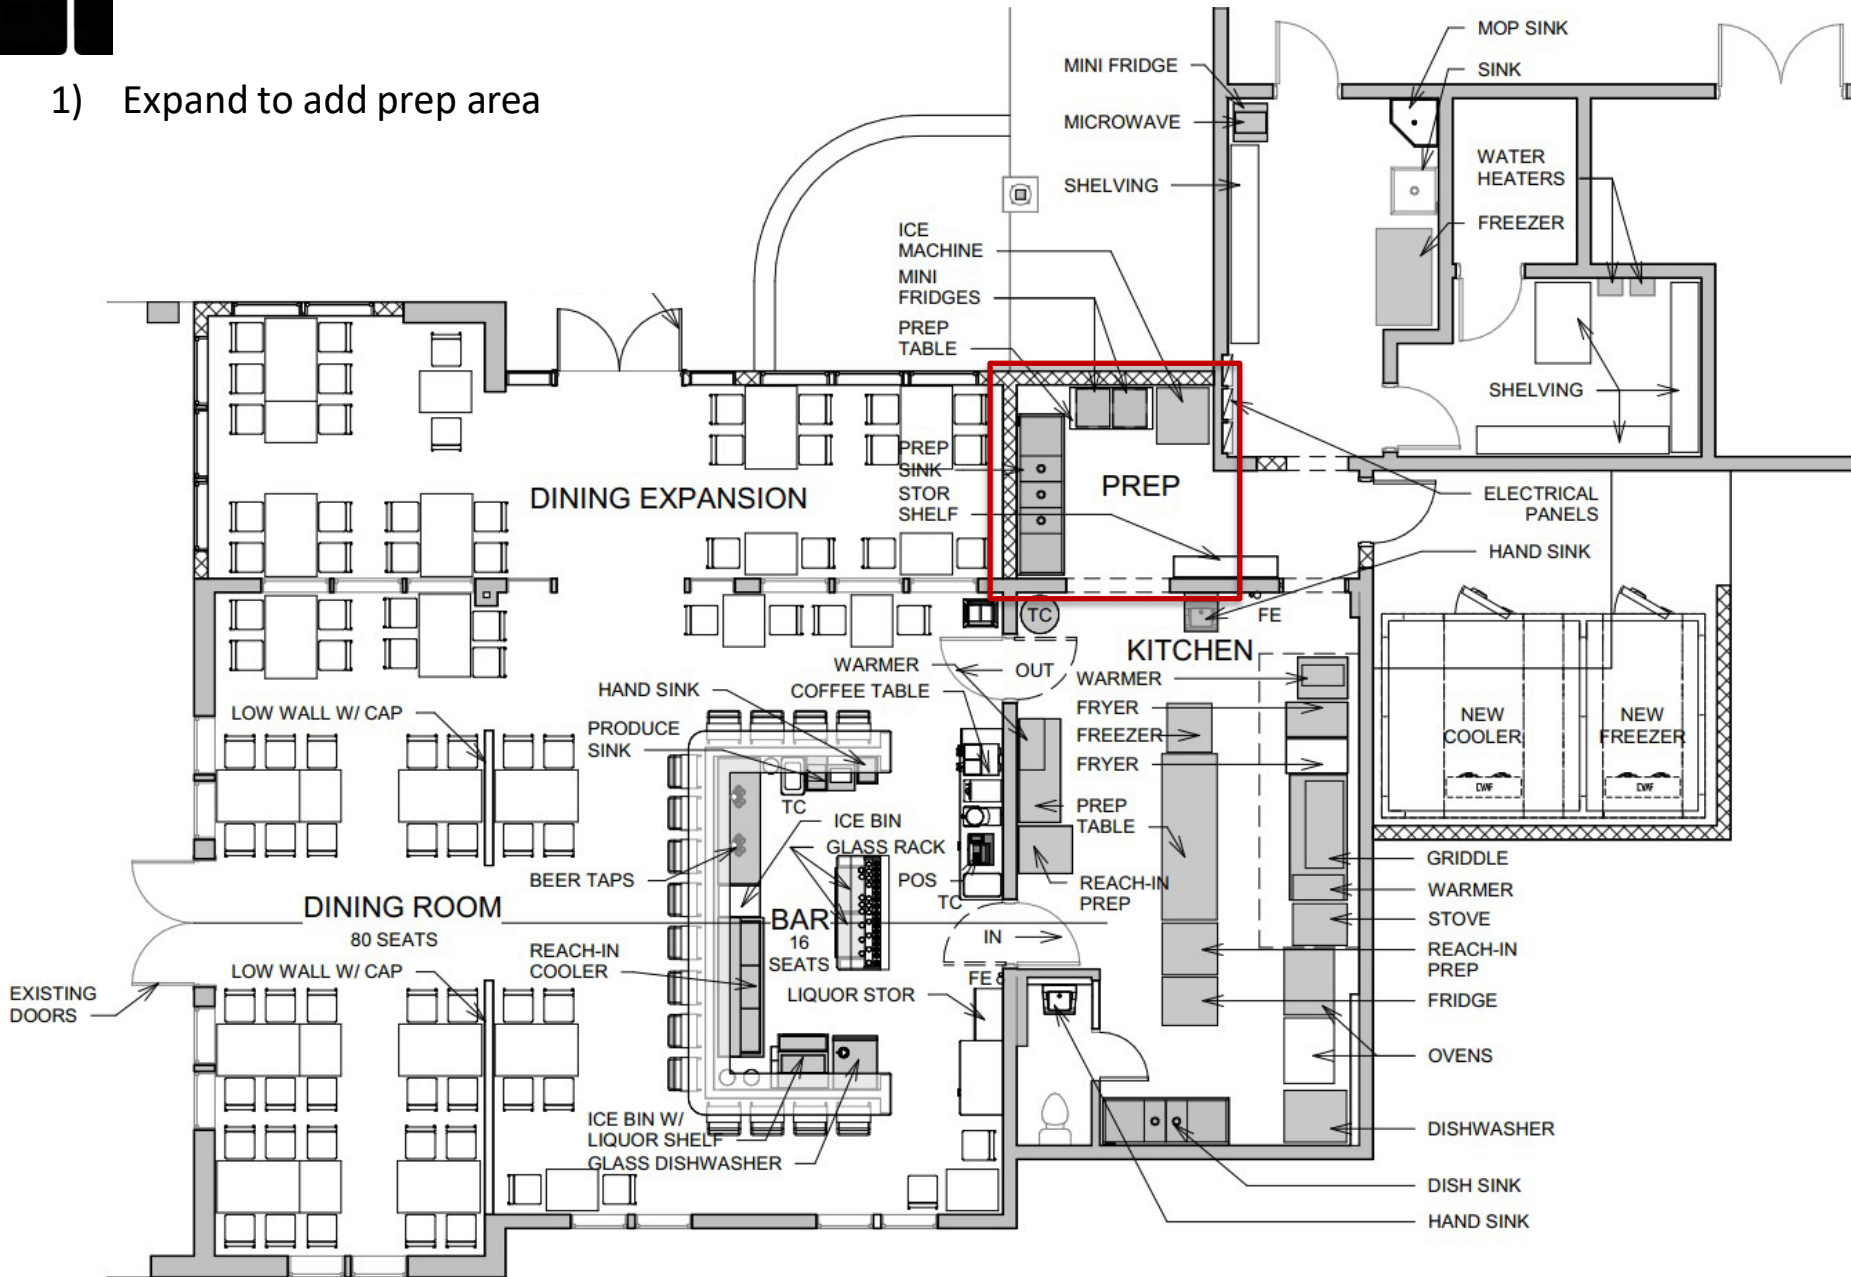 1) Expand to add prep area
MOP SINK
SINK
MINI FRIDGE
MICROWAVE
SHELVING
WATER
HEATERS
FREEZER
ICE
MACHINE
MINI
FRIDGES
PREP
TABLE
SHELVING
PREP
SINK
STOR
SHELF
PREP
DINING EXPANSION
ELECTRICAL
PANELS
HAND SINK
TC
FE
KITCHEN
OUT
WARMER
COFFEE TABLE
HAND SINK
PRODUCE
SINK
LOW WALL W/ CAP
WARMER
FRYER
FREEZER
FRYER
PREP
TABLE
NEW
COOLER
NEW
FREEZER
CWF
CWF
TC
ICE BIN
GLASS RACK
BEER TAPS
POS
TC
REACH-IN
PREP
GRIDDLE
WARMER
STOVE
REACH-IN
PREP
FRIDGE
OVENS
DISHWASHER
DINING ROOM
80 SEATS
BAR
16
SEATS
IN
REACH-IN
COOLER
LOW WALL W/ CAP
FE
LIQUOR STOR
EXISTING
DOORS
ICE BIN W/
LIQUOR SHELF
GLASS DISHWASHER
DISH SINK
HAND SINK